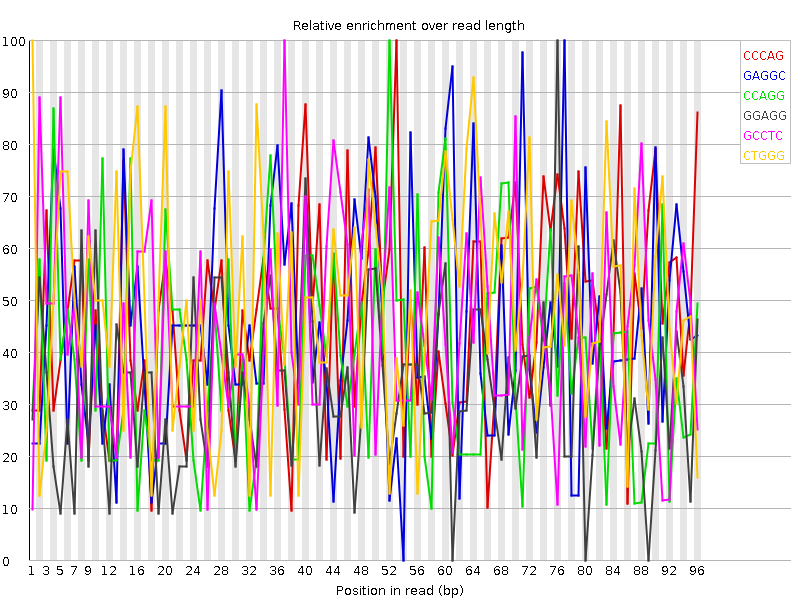 Relative enrichment over read length
100
90
80
70
60
50
40
30
20
10
0
CCCAG
GAGGC
CCAGG
GGAGG
GCCTC
CTGGG
1 3 5 7 9 12 16 20 24 28 32 36 40 44 48 52 56 60 64 68 72 76 80 84 88 92 96
Position in read (bp)